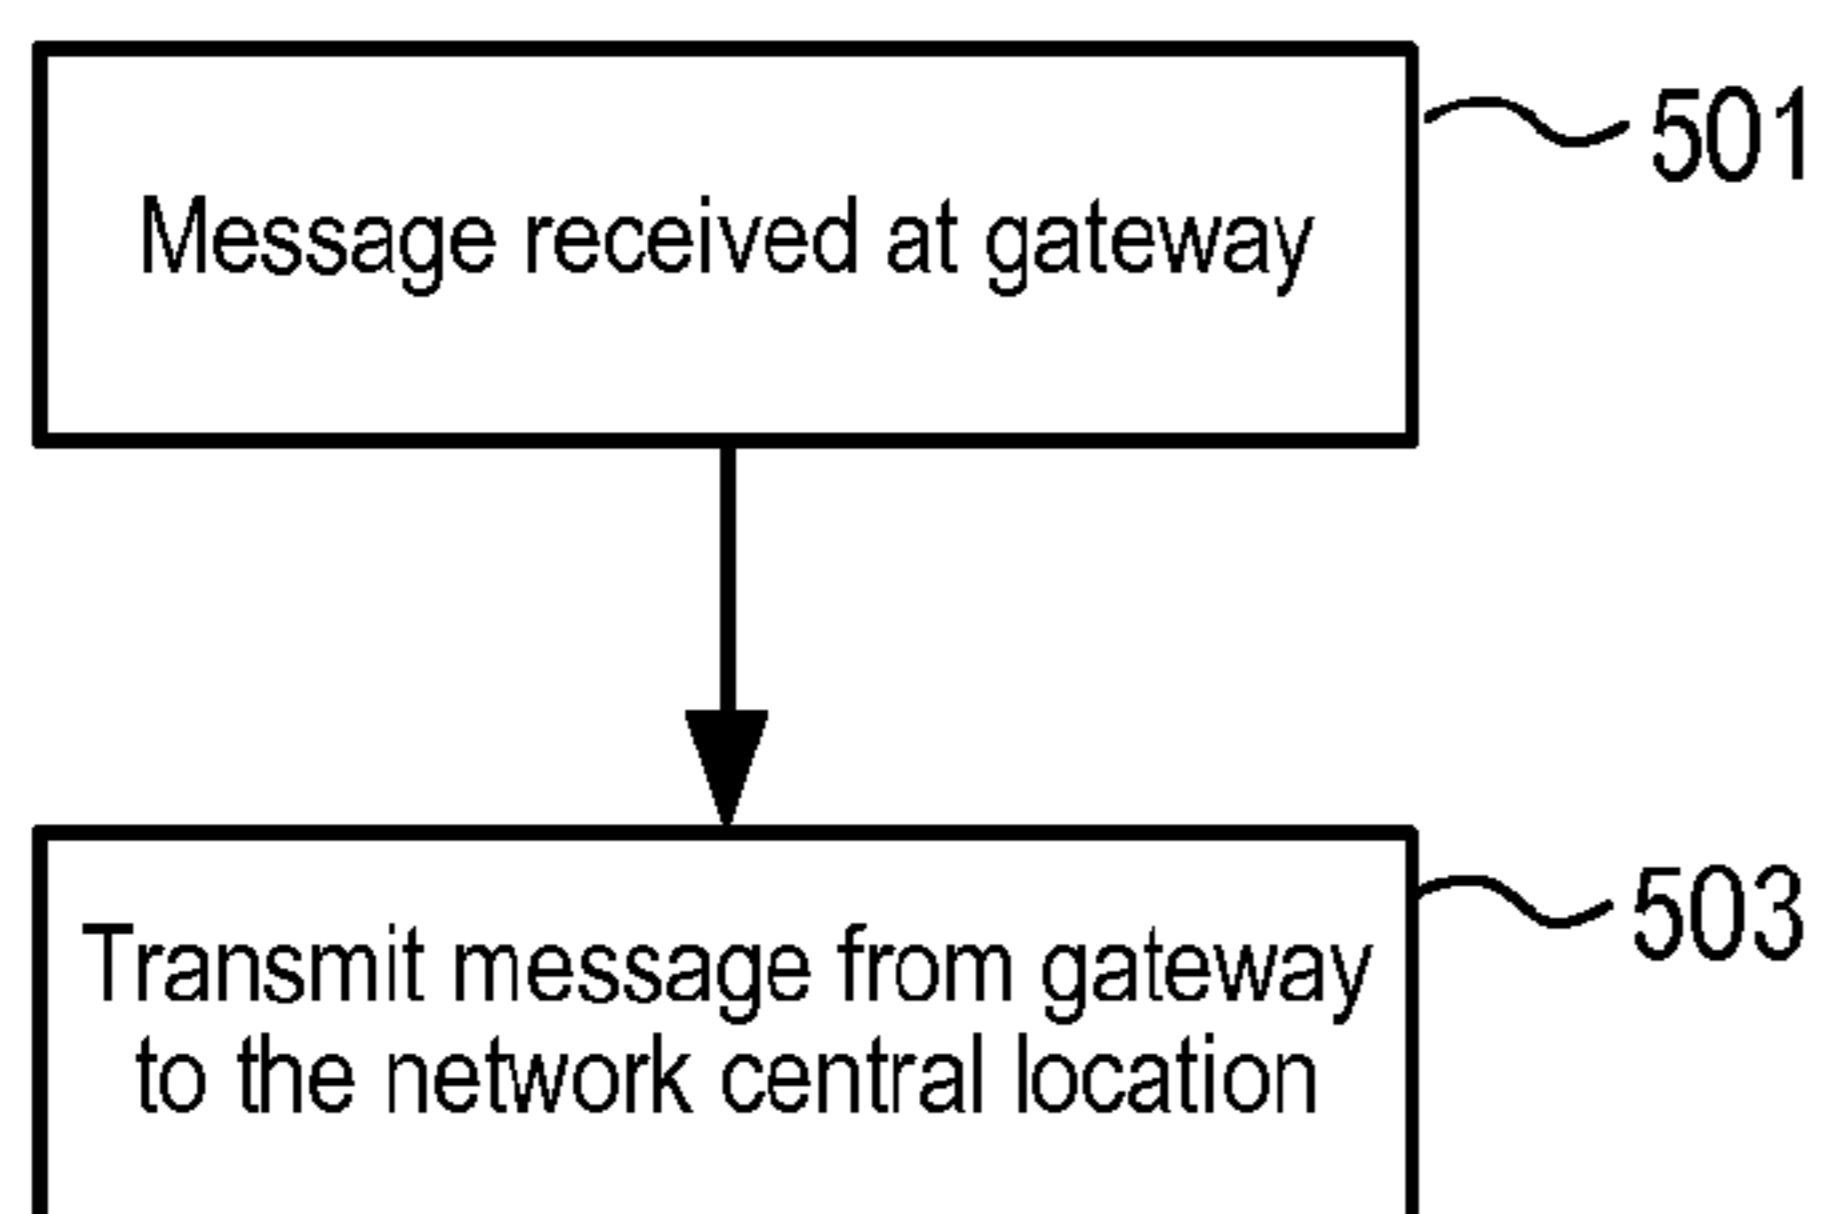 501
Message received at gateway
503
Transmit message from gateway
to the network central location